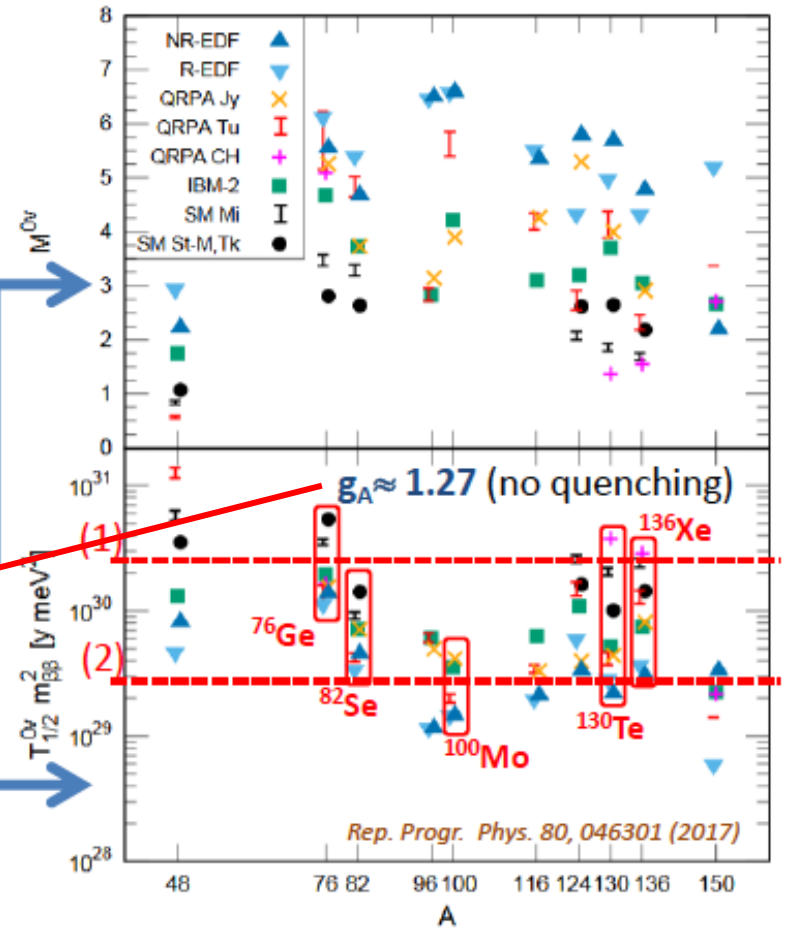 8
7
6
5
4
3
2
1
0
M⁰ᵛ
NR-EDF
R-EDF
QRPA Jy
QRPA Tu
QRPA CH
IBM-2
SM Mi
SM St-M,Tk
10³¹
10³⁰
10²⁹
10²⁸
T⁰ᵛ₁/₂ m²ββ [y meV²]
gA≈ 1.27 (no quenching)
(1)
(2)
¹³⁶Xe
⁷⁶Ge
⁸²Se
¹⁰⁰Mo
¹³⁰Te
Rep. Progr. Phys. 80, 046301 (2017)
48 76 82 96 100 116 124 130 136 150
A